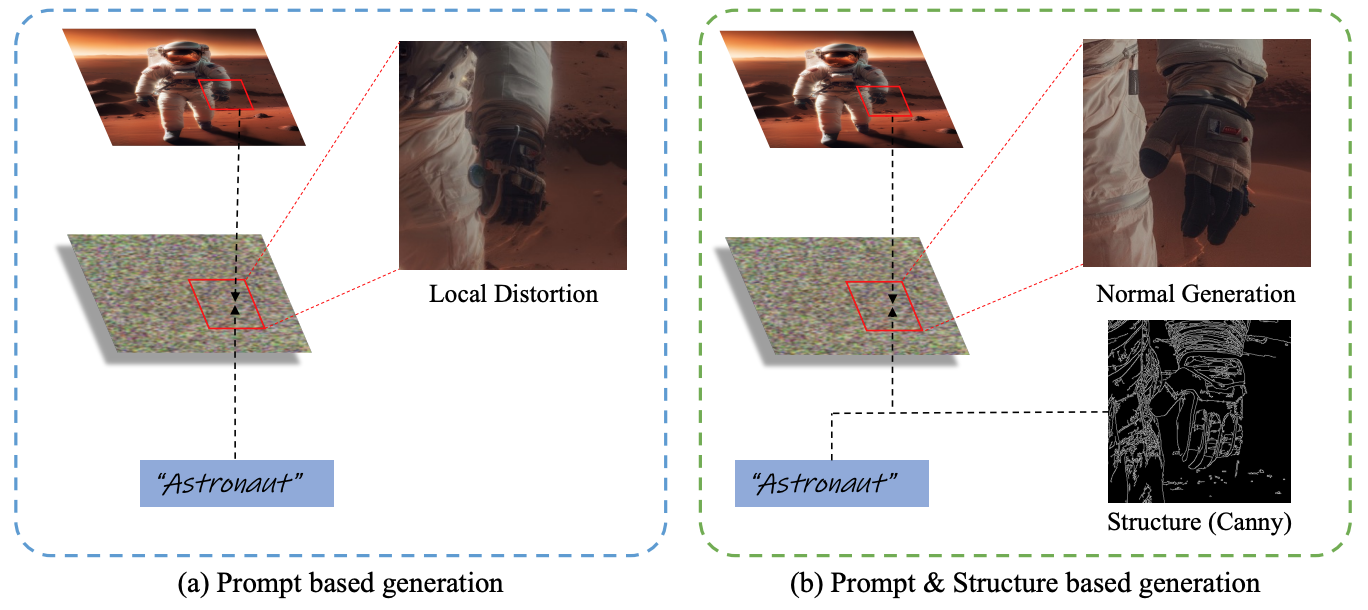 Local Distortion
"Astronaut"
(a) Prompt based generation
Normal Generation
"Astronaut"
Structure (Canny)
(b) Prompt & Structure based generation